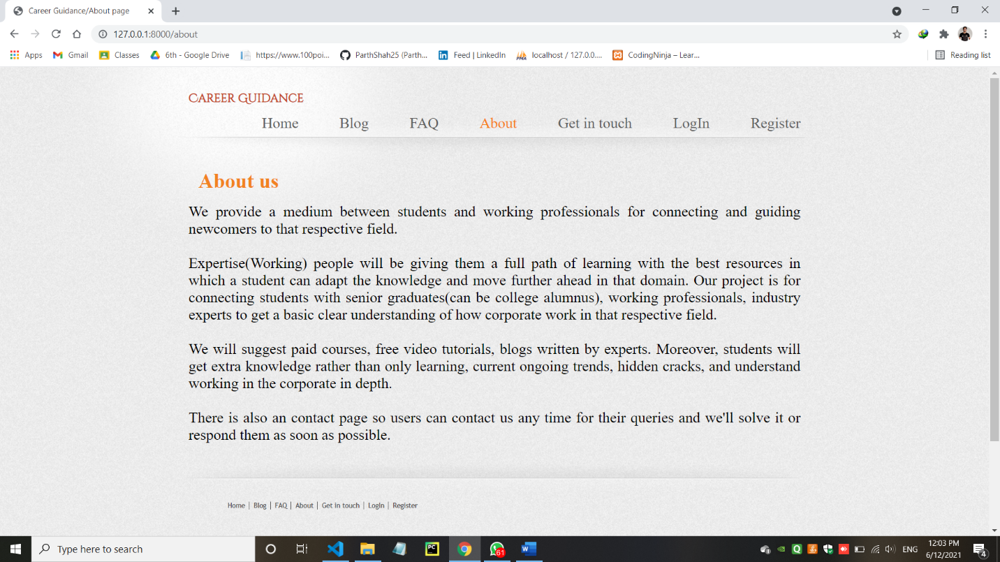 Career Guidance/About page
127.0.0.1:8000/about
Apps Gmail Classes 6th - Google Drive https://www.100poi... ParthShah25 (Parth... Feed | LinkedIn localhost / 127.0.0.... CodingNinja – Lear... Reading list
CAREER GUIDANCE
Home Blog FAQ About Get in touch LogIn Register
About us
We provide a medium between students and working professionals for connecting and guiding
newcomers to that respective field.
Expertise(Working) people will be giving them a full path of learning with the best resources in
which a student can adapt the knowledge and move further ahead in that domain. Our project is for
connecting students with senior graduates(can be college alumnus), working professionals, industry
experts to get a basic clear understanding of how corporate work in that respective field.
We will suggest paid courses, free video tutorials, blogs written by experts. Moreover, students will
get extra knowledge rather than only learning, current ongoing trends, hidden cracks, and understand
working in the corporate in depth.
There is also an contact page so users can contact us any time for their queries and we'll solve it or
respond them as soon as possible.
Home | Blog | FAQ | About | Get in touch | LogIn | Register
Type here to search
PC
61
W
Q
ENG
12:03 PM
6/12/2021
4